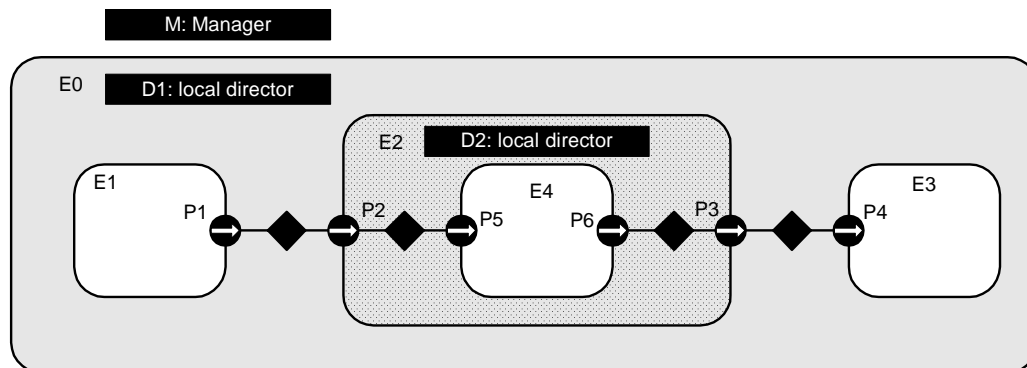 M: Manager
E0
D1: local director
E2
D2: local director
E1
E4
E3
P1
P2
P5
P6
P3
P4